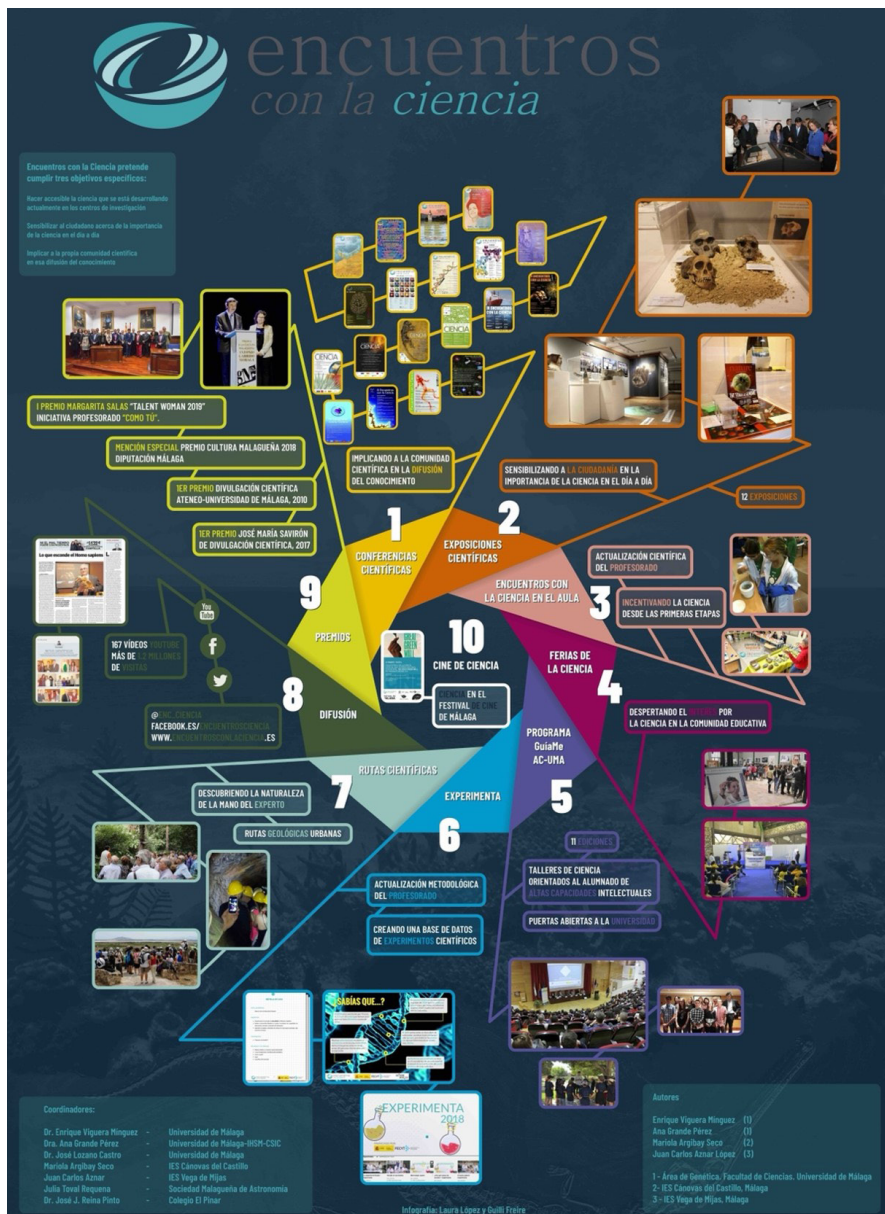 encuentros
con la ciencia
Encuentros con la Ciencia pretende
cumplir tres objetivos específicos:
Hacer accesible la ciencia que se está desarrollando
actualmente en los centros de investigación
Sensibilizar al ciudadano acerca de la importancia
de la ciencia en el día a día
Implicar a la propia comunidad científica
en esa difusión del conocimiento
I PREMIO MARGARITA SALAS "TALENT WOMAN 2019"
INICIATIVA PROFESORADO "COMO TÚ".
MENCIÓN ESPECIAL PREMIO CULTURA MALAGUEÑA 2018
DIPUTACIÓN MÁLAGA
1ER PREMIO DIVULGACIÓN CIENTÍFICA
ATENEO-UNIVERSIDAD DE MÁLAGA, 2010
1ER PREMIO JOSÉ MARÍA SAVIRÓN
DE DIVULGACIÓN CIENTÍFICA, 2017
IMPLICANDO A LA COMUNIDAD
CIENTÍFICA EN LA DIFUSIÓN
DEL CONOCIMIENTO
SENSIBILIZANDO A LA CIUDADANÍA EN LA
IMPORTANCIA DE LA CIENCIA EN EL DÍA A DÍA
12 EXPOSICIONES
1
CONFERENCIAS
CIENTÍFICAS
2
EXPOSICIONES
CIENTÍFICAS
3
ENCUENTROS CON
LA CIENCIA EN EL AULA
ACTUALIZACIÓN CIENTÍFICA
DEL PROFESORADO
INCENTIVANDO LA CIENCIA
DESDE LAS PRIMERAS ETAPAS
4
FERIAS DE
LA CIENCIA
DESPERTANDO EL INTERÉS POR
LA CIENCIA EN LA COMUNIDAD EDUCATIVA
5
PROGRAMA
GuiaMe
AC-UMA
11 EDICIONES
TALLERES DE CIENCIA
ORIENTADOS AL ALUMNADO DE
ALTAS CAPACIDADES INTELECTUALES
PUERTAS ABIERTAS A LA UNIVERSIDAD
6
EXPERIMENTA
ACTUALIZACIÓN METODOLÓGICA
DEL PROFESORADO
CREANDO UNA BASE DE DATOS
DE EXPERIMENTOS CIENTÍFICOS
¿SABÍAS QUE...?
EXPERIMENTA
2018
7
RUTAS CIENTÍFICAS
DESCUBRIENDO LA NATURALEZA
DE LA MANO DEL EXPERTO
RUTAS GEOLÓGICAS URBANAS
8
DIFUSIÓN
Lo que esconde el Homo sapiens
You
Tube
167 VÍDEOS YOUTUBE
MÁS DE 1.2 MILLONES
DE VISITAS
@ENC_CIENCIA
FACEBOOK.ES/ENCUENTROSCIENCIA
WWW.ENCUENTROSCONLACIENCIA.ES
9
PREMIOS
10
CINE DE CIENCIA
GREAT
GREEN
WALL
CIENCIA EN EL
FESTIVAL DE CINE
DE MÁLAGA
Coordinadores:
Dr. Enrique Viguera Mínguez - Universidad de Málaga
Dra. Ana Grande Pérez - Universidad de Málaga-IHSM-CSIC
Dr. José Lozano Castro - Universidad de Málaga
Mariola Argibay Seco - IES Cánovas del Castillo
Juan Carlos Aznar - IES Vega de Mijas
Julia Toval Requena - Sociedad Malagueña de Astronomía
Dr. José J. Reina Pinto - Colegio El Pinar
Autores
Enrique Viguera Mínguez (1)
Ana Grande Pérez (1)
Mariola Argibay Seco (2)
Juan Carlos Aznar López (3)
1 - Área de Genética. Facultad de Ciencias. Universidad de Málaga
2- IES Cánovas del Castillo, Málaga
3 - IES Vega de Mijas, Málaga
Infografía: Laura López y Guilli Freire